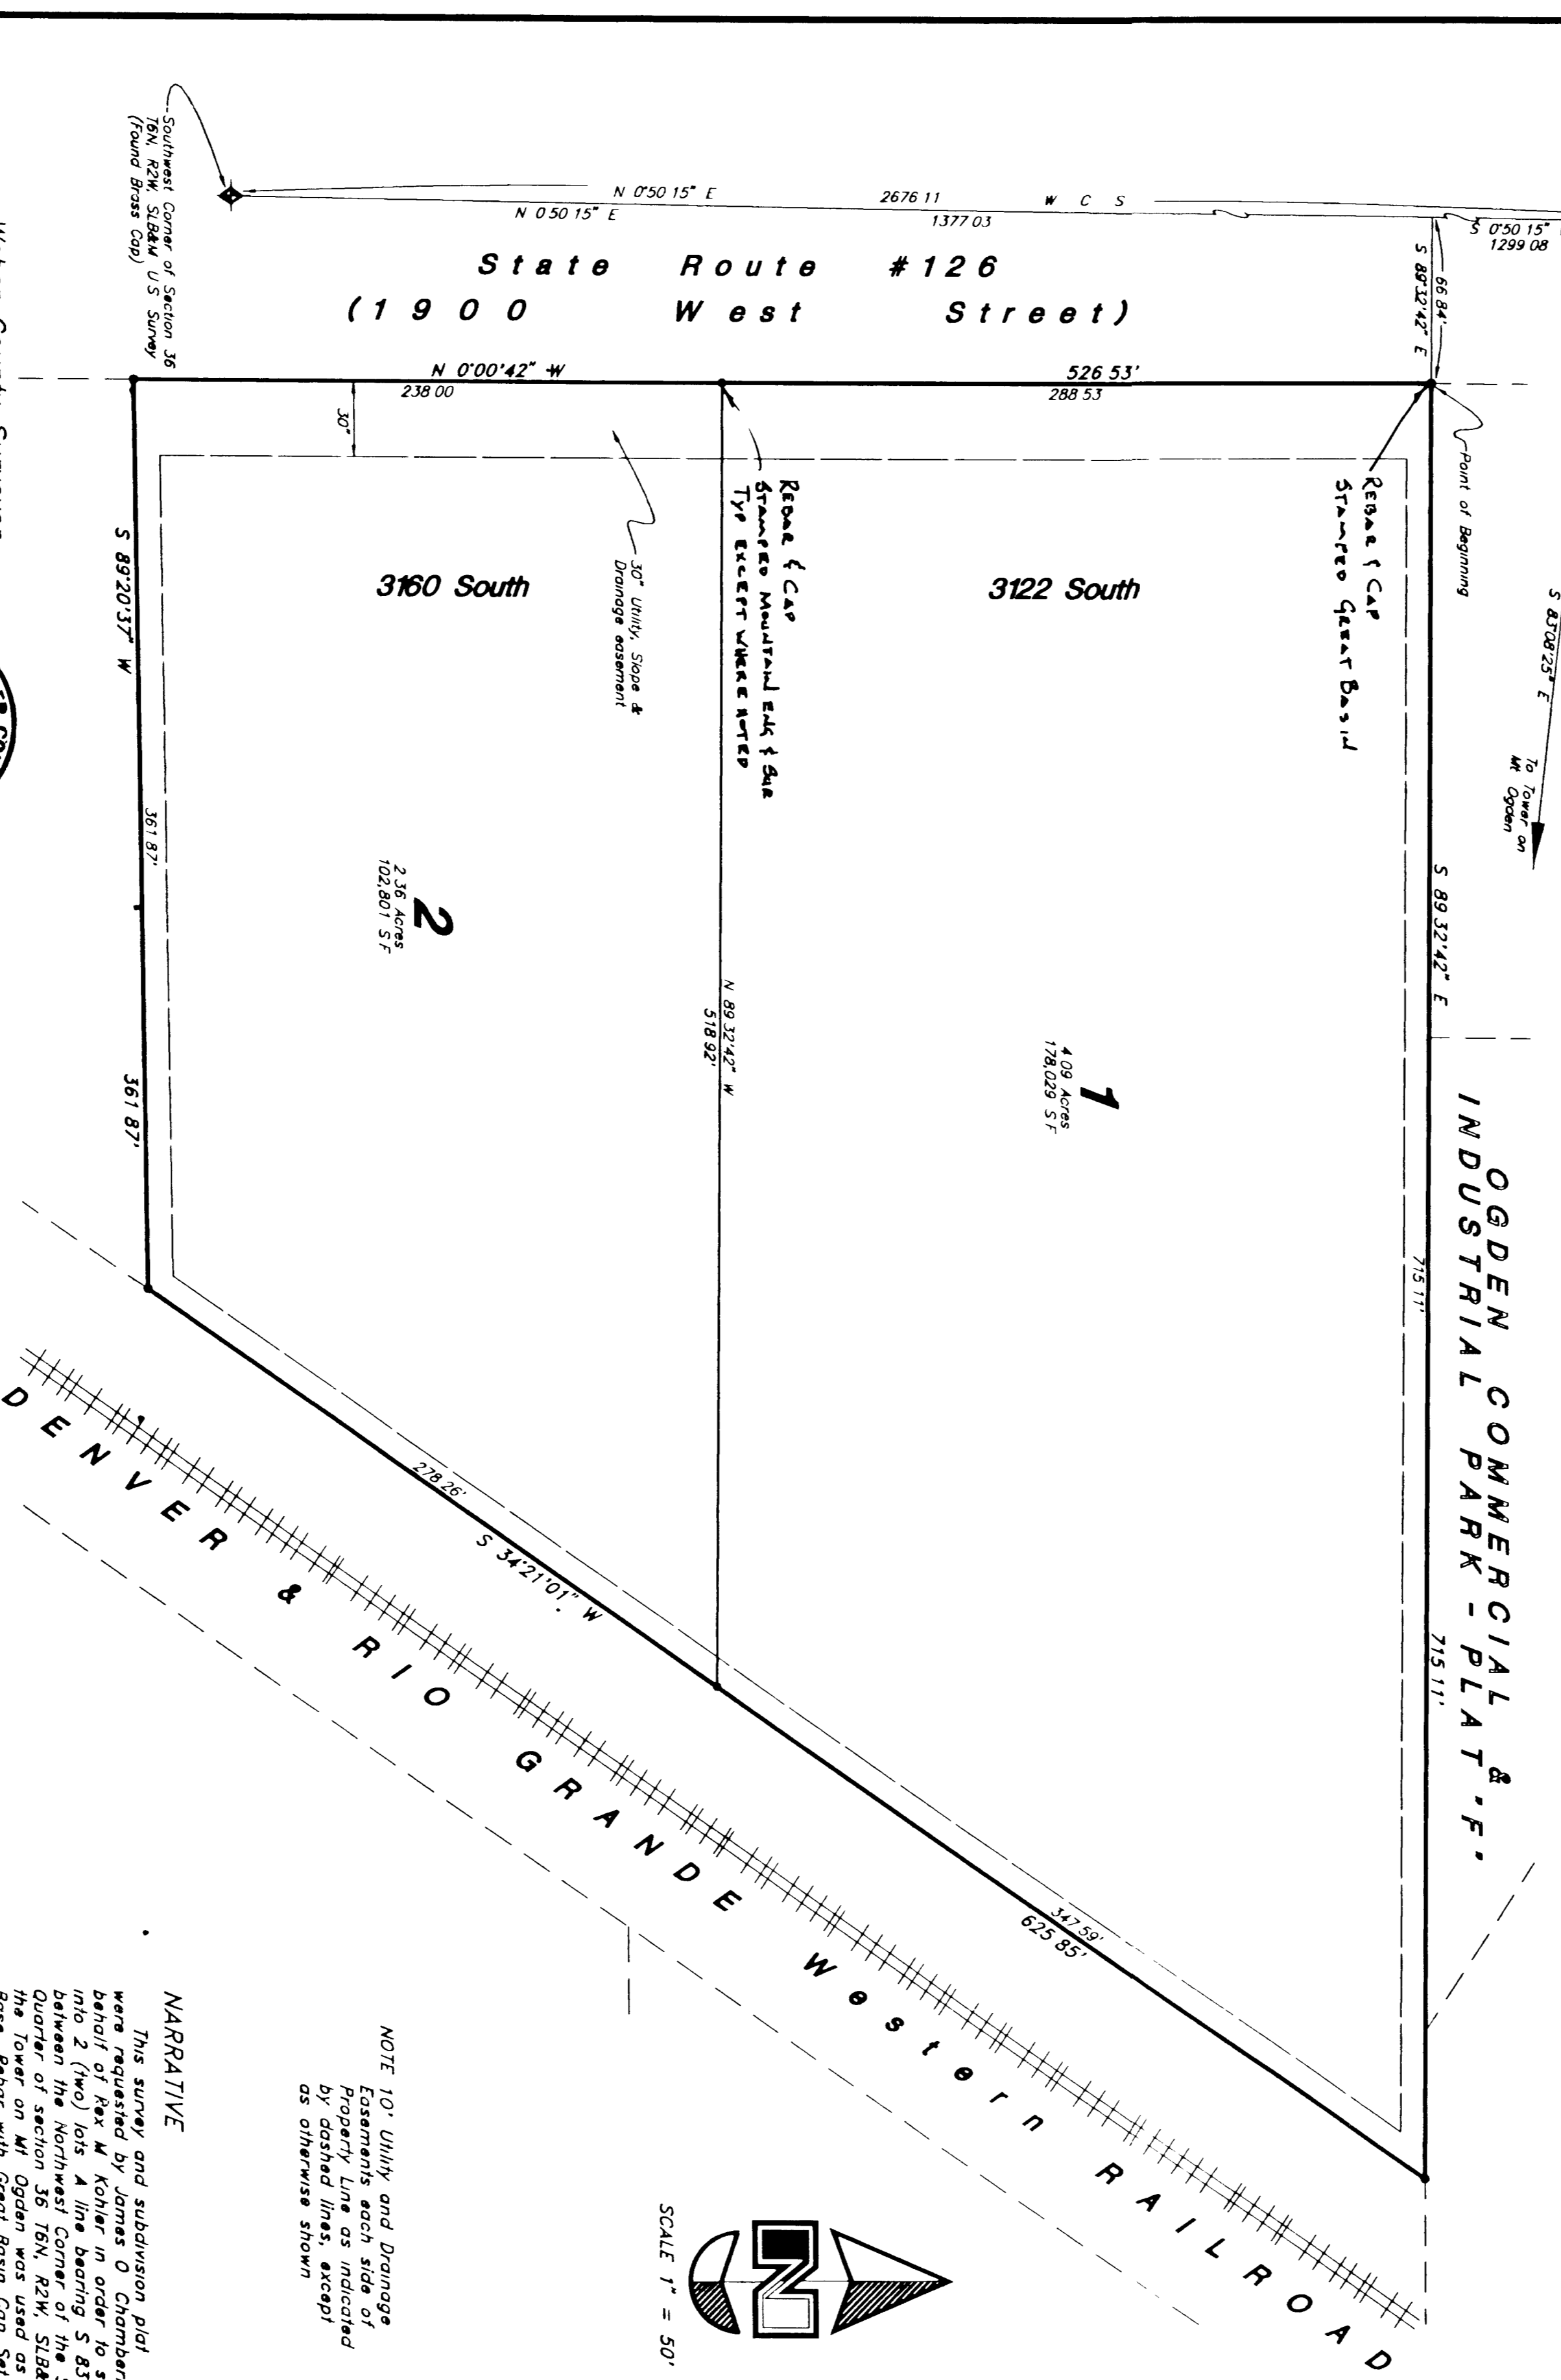 Southwest Corner of Section 36
T6N, R2W, SLB&M U S Survey
(Found Brass Cap)
N 0°50 15" E
2676 11
W C S
N 0 50 15" E
1377 03
S 0°50 15"
1299 08
66 84'
S 89°32'42" E
State Route #126
(1900 West Street)
N 0°00'42" W
526 53'
238 00
288 53
30"
Point of Beginning
REBAR & CAP
STAMPED GREAT BASIN
REBAR & CAP
STAMPED MOUNTAIN ENG & SUR
TYP EXCEPT WHERE NOTED
S 83°08'25" E
To Tower on
Mt Ogden
30" Utility, Slope &
Drainage easement
3160 South
3122 South
S 89°20'37" W
361 87'
361 87'
S 89 32'42" E
715 11'
715 11'
2
2 36 Acres
102,801 S F
1
4 09 Acres
178,029 S F
N 89 32'42" W
518 92'
OGDEN COMMERCIAL &
INDUSTRIAL PARK - PLAT "F"
278 26'
S 34°21'01" W
347 59'
625 85'
DENVER & RIO GRANDE Western RAILROAD
SCALE 1" = 50'
N
NOTE 10' Utility and Drainage
Easements each side of
Property Line as indicated
by dashed lines, except
as otherwise shown
NARRATIVE
This survey and subdivision plat
were requested by James O Chamber
behalf of Rex M Kohler in order to s
into 2 (two) lots A line bearing S 83
between the Northwest Corner of the
Quarter of section 36 T6N, R2W, SLB&
the Tower on Mt Ogden was used as